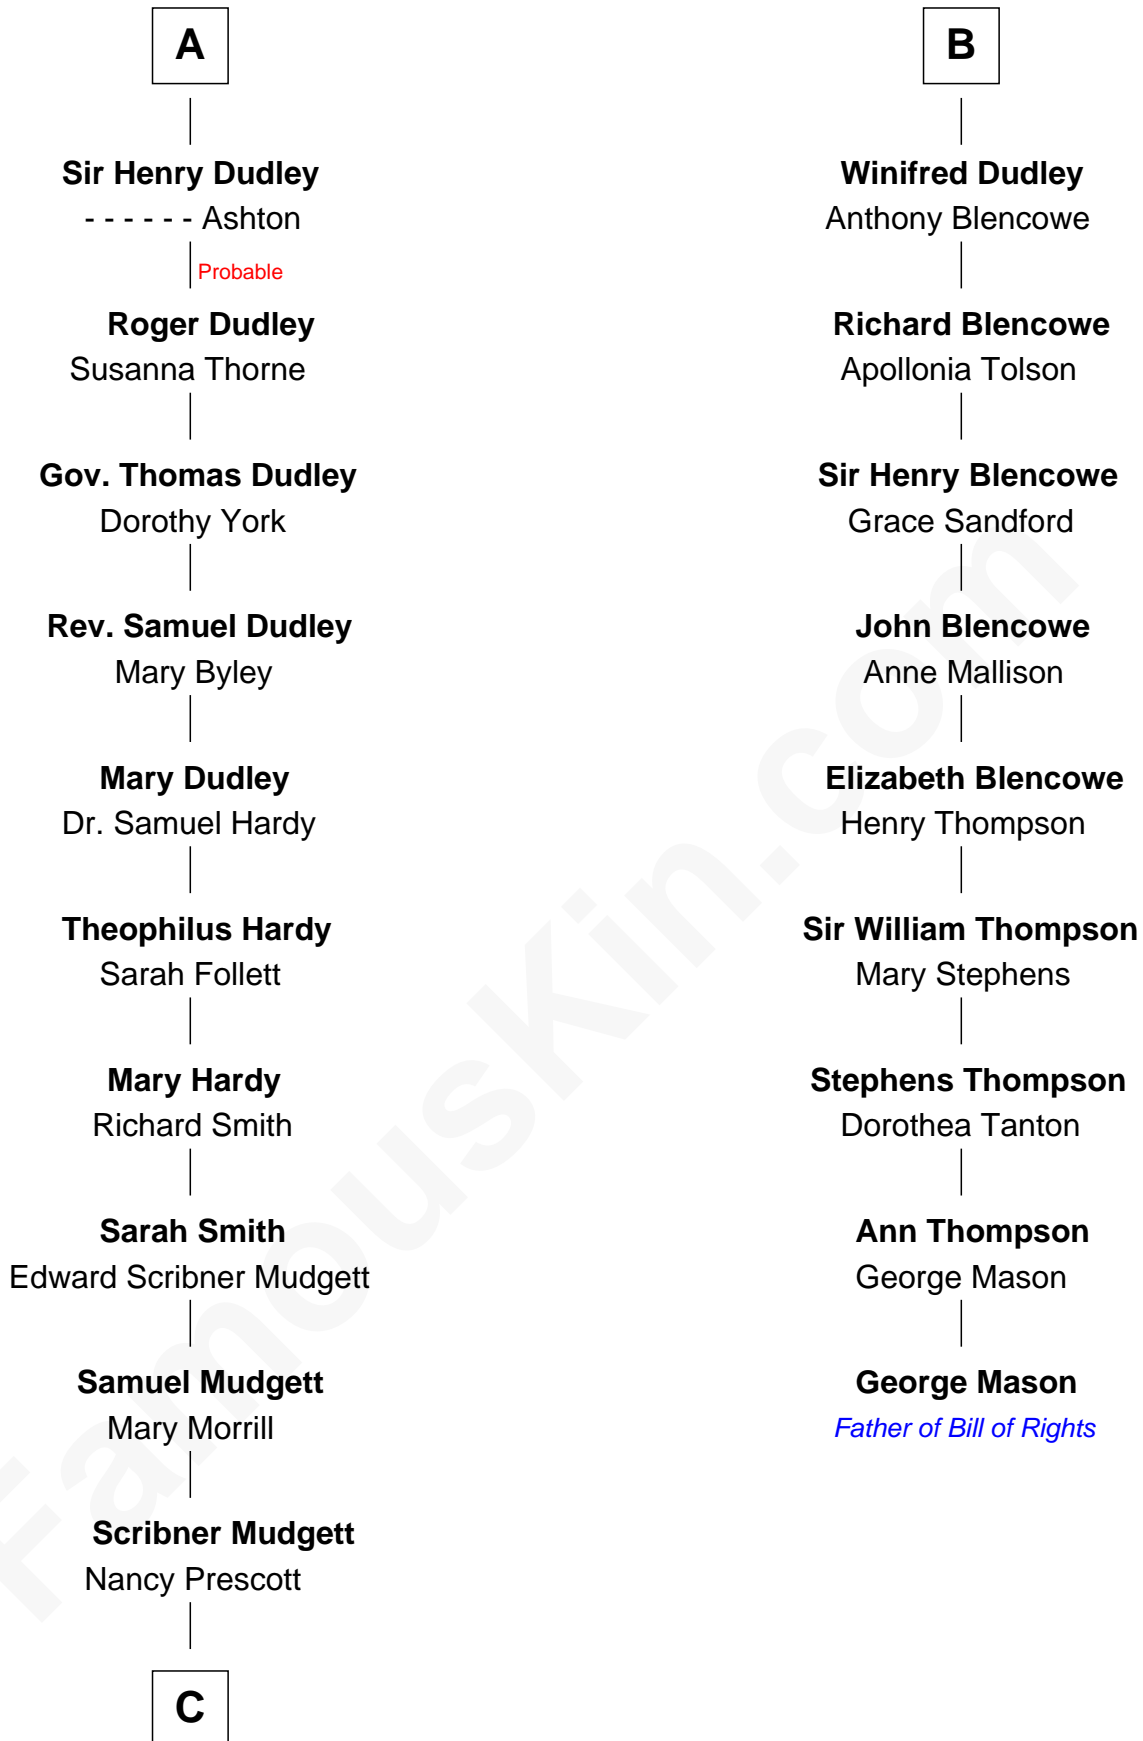 A
Sir Henry Dudley
- - - - - - Ashton
Probable
Roger Dudley
Susanna Thorne
Gov. Thomas Dudley
Dorothy York
Rev. Samuel Dudley
Mary Byley
Mary Dudley
Dr. Samuel Hardy
Theophilus Hardy
Sarah Follett
Mary Hardy
Richard Smith
Sarah Smith
Edward Scribner Mudgett
Samuel Mudgett
Mary Morrill
Scribner Mudgett
Nancy Prescott
C
B
Winifred Dudley
Anthony Blencowe
Richard Blencowe
Apollonia Tolson
Sir Henry Blencowe
Grace Sandford
John Blencowe
Anne Mallison
Elizabeth Blencowe
Henry Thompson
Sir William Thompson
Mary Stephens
Stephens Thompson
Dorothea Tanton
Ann Thompson
George Mason
George Mason
Father of Bill of Rights
FamousKin.com